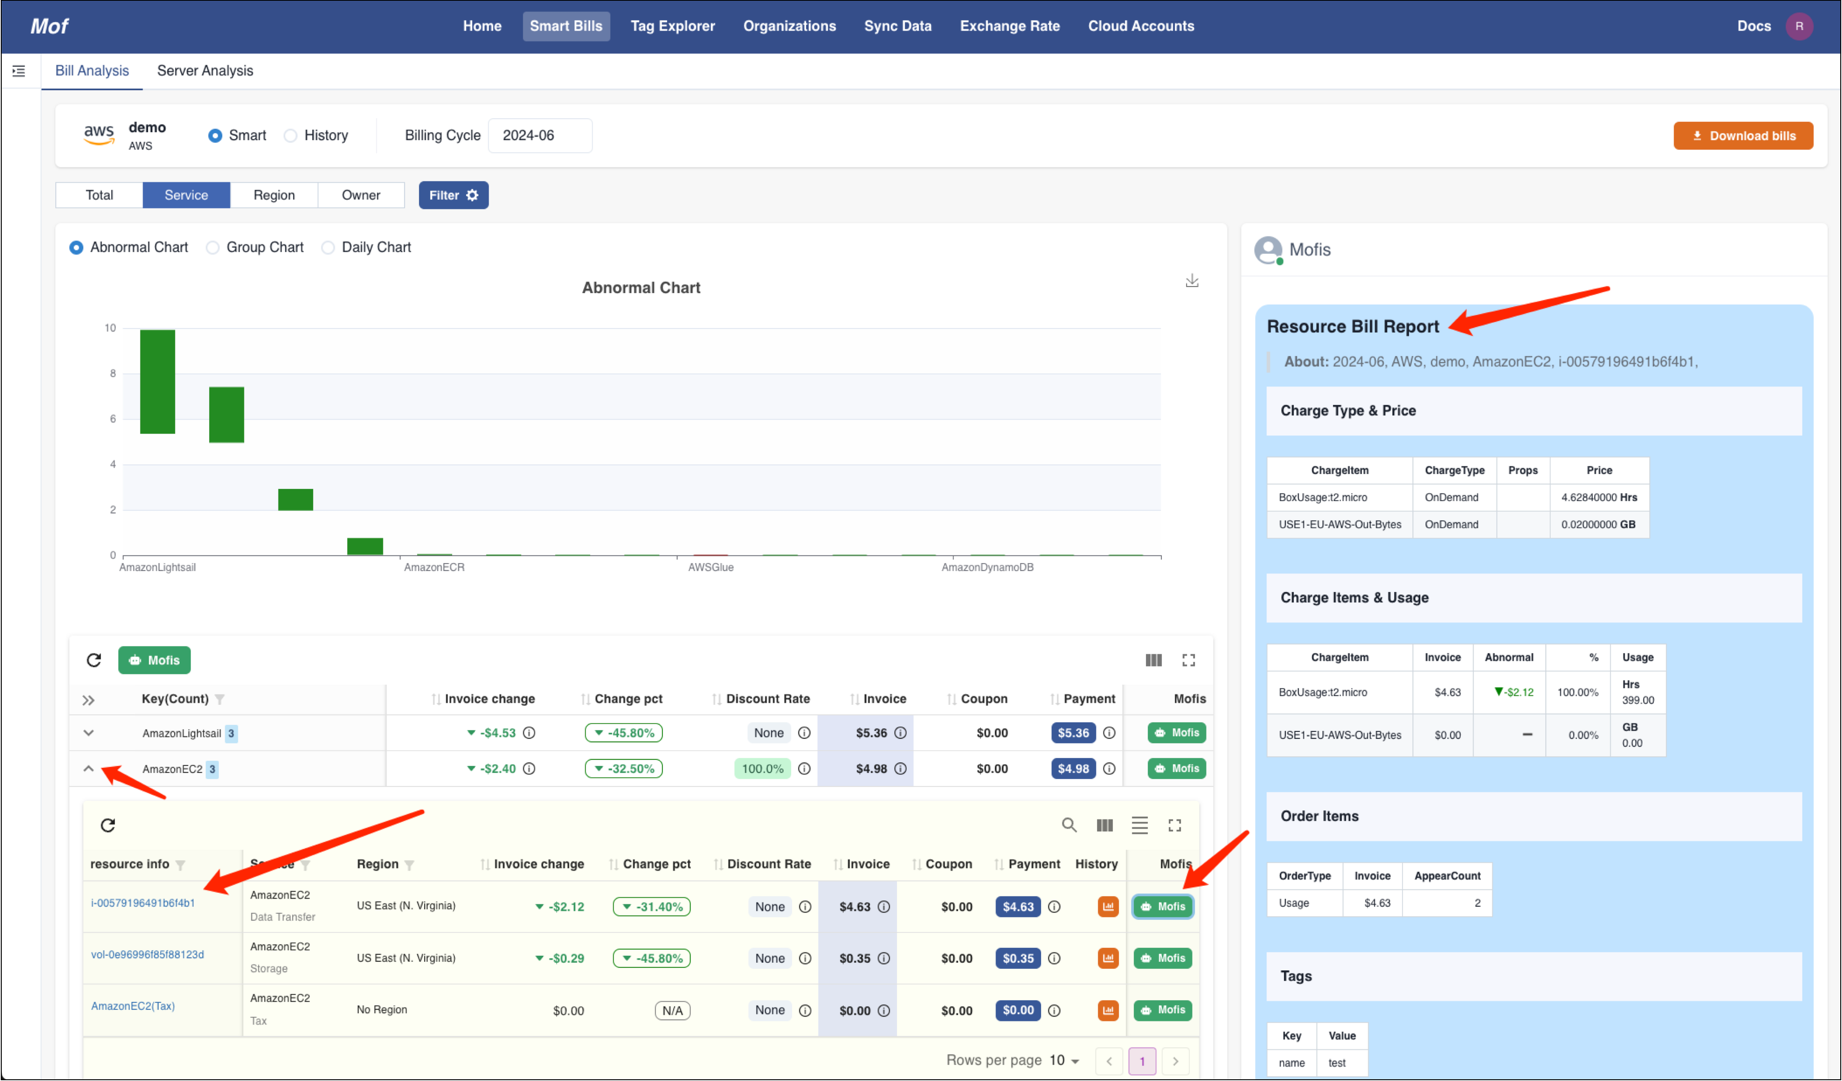 Mof
Home Smart Bills Tag Explorer Organizations Sync Data Exchange Rate Cloud Accounts Docs R
Bill Analysis Server Analysis
aws demo AWS Smart History Billing Cycle 2024-06 Download bills
Total Service Region Owner Filter
Abnormal Chart Group Chart Daily Chart
Abnormal Chart
10
8
6
4
2
0
AmazonLightsail AmazonECR AWSGlue AmazonDynamoDB
Mofis
Key(Count) Invoice change Change pct Discount Rate Invoice Coupon Payment Mofis
AmazonLightsail 3 -$4.53 -45.80% None $5.36 $0.00 $5.36 Mofis
AmazonEC2 3 -$2.40 -32.50% 100.0% $4.98 $0.00 $4.98 Mofis
resource info Region Invoice change Change pct Discount Rate Invoice Coupon Payment History Mofis
i-00579196491b6f4b1 AmazonEC2 US East (N. Virginia) -$2.12 -31.40% None $4.63 $0.00 $4.63 Mofis
Data Transfer
vol-0e96996f85f88123d AmazonEC2 US East (N. Virginia) -$0.29 -45.80% None $0.35 $0.00 $0.35 Mofis
Storage
AmazonEC2(Tax) AmazonEC2 No Region $0.00 N/A None $0.00 $0.00 $0.00 Mofis
Tax
Rows per page 10 1
Mofis
Resource Bill Report
About: 2024-06, AWS, demo, AmazonEC2, i-00579196491b6f4b1,
Charge Type & Price
ChargeItem ChargeType Props Price
BoxUsage:t2.micro OnDemand 4.62840000 Hrs
USE1-EU-AWS-Out-Bytes OnDemand 0.02000000 GB
Charge Items & Usage
ChargeItem Invoice Abnormal % Usage
BoxUsage:t2.micro $4.63 ▼-$2.12 100.00% Hrs 399.00
USE1-EU-AWS-Out-Bytes $0.00 – 0.00% GB 0.00
Order Items
OrderType Invoice AppearCount
Usage $4.63 2
Tags
Key Value
name test